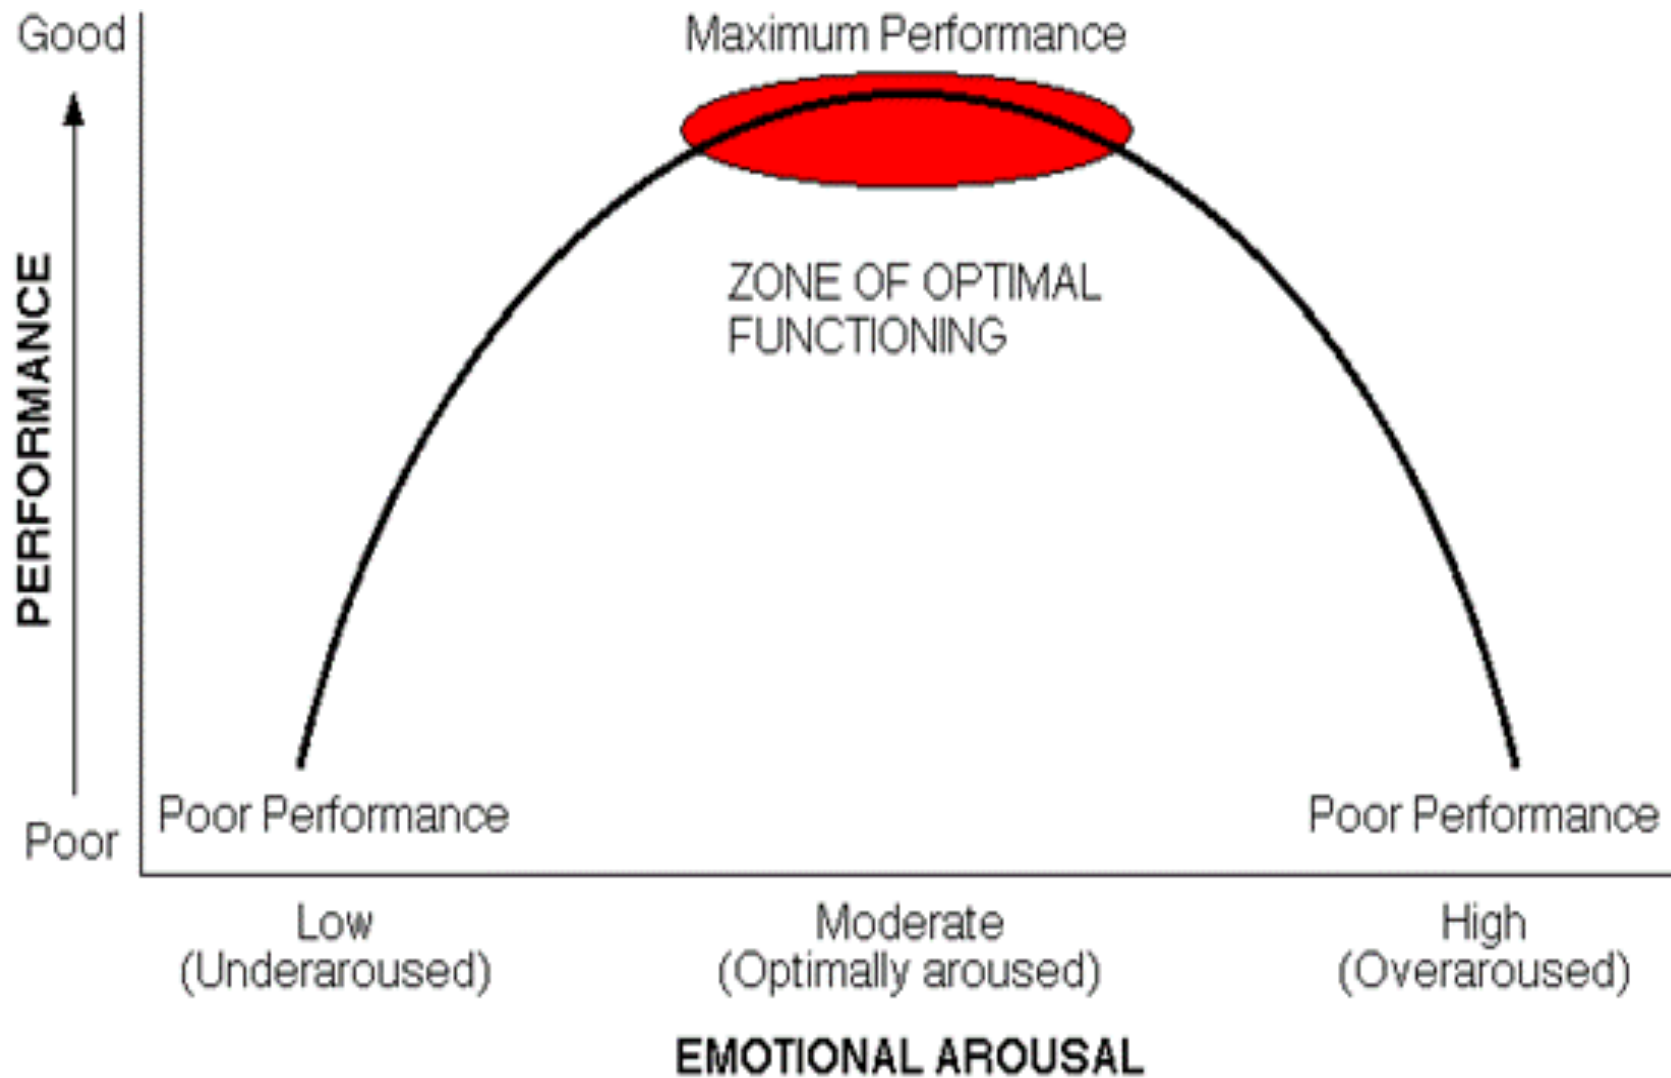 Good
Maximum Performance
PERFORMANCE
ZONE OF OPTIMAL
FUNCTIONING
Poor Performance
Poor Performance
Poor
Low
(Underaroused)
Moderate
(Optimally aroused)
High
(Overaroused)
EMOTIONAL AROUSAL